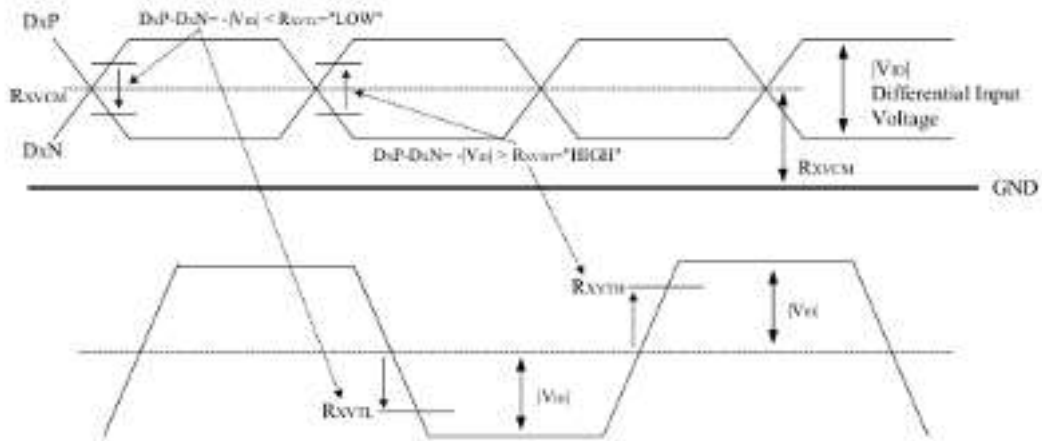 DxP
DxP-DxN= -|VID| < RXVTL="LOW"
RXVCM
|VID|
Differential Input
Voltage
DxN
DxP-DxN= -|VID| > RXVTH="HIGH"
RXVCM
GND
RXVTH
|VID|
|VID|
RXVTL